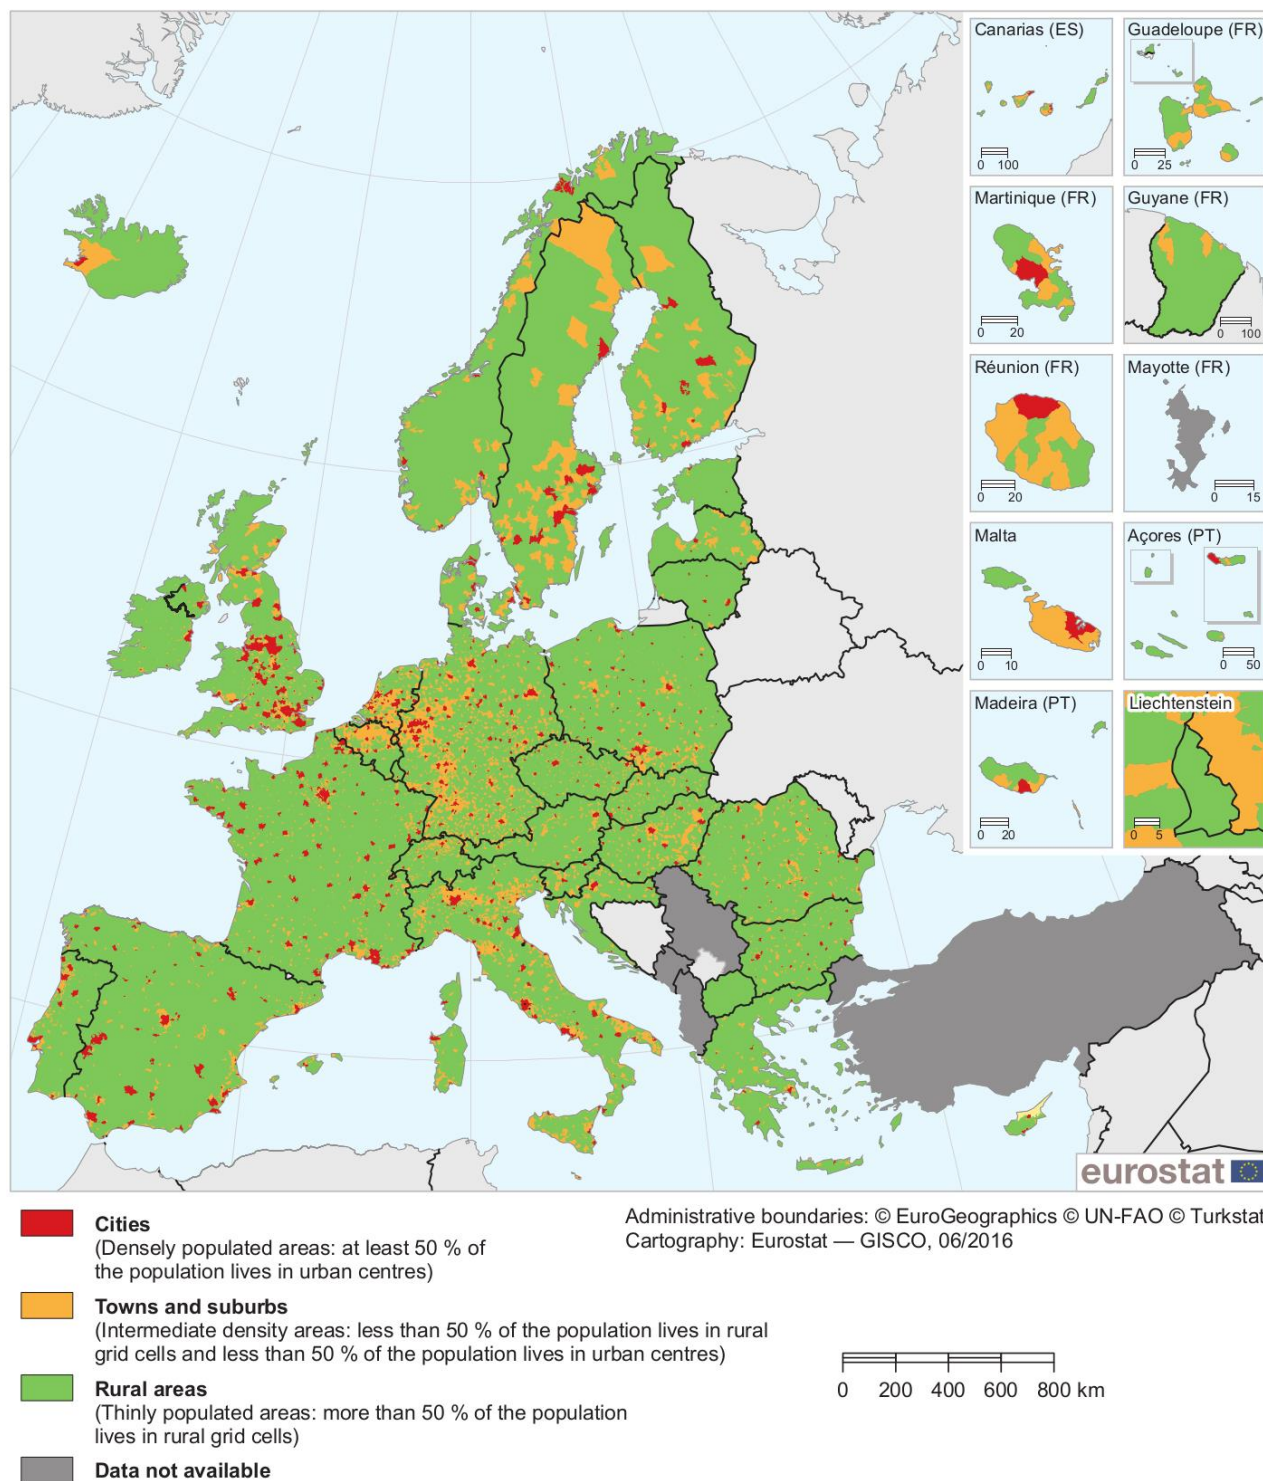 Canarias (ES)
0 100
Guadeloupe (FR)
0 25
Martinique (FR)
0 20
Guyane (FR)
0 100
Réunion (FR)
0 20
Mayotte (FR)
0 15
Malta
0 10
Açores (PT)
0 50
Madeira (PT)
0 20
Liechtenstein
0 5
eurostat
Administrative boundaries: © EuroGeographics © UN-FAO © Turkstat
Cartography: Eurostat — GISCO, 06/2016
Cities
(Densely populated areas: at least 50 % of
the population lives in urban centres)
Towns and suburbs
(Intermediate density areas: less than 50 % of the population lives in rural
grid cells and less than 50 % of the population lives in urban centres)
Rural areas
(Thinly populated areas: more than 50 % of the population
lives in rural grid cells)
Data not available
0 200 400 600 800 km